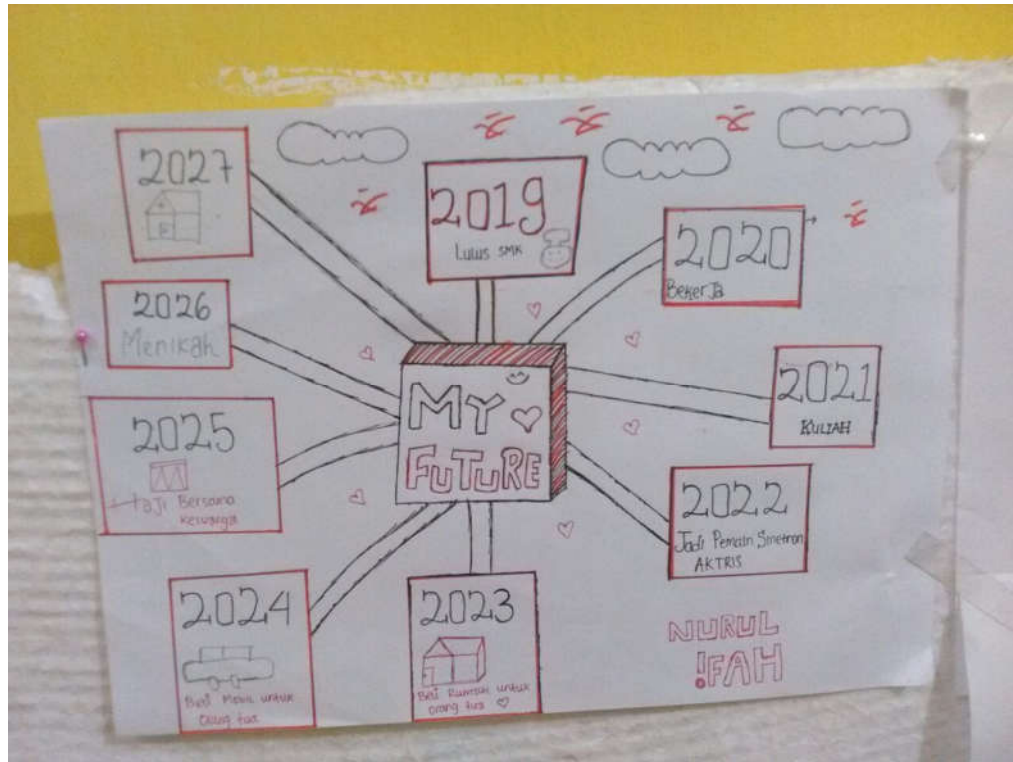 2027
2019
Lulus SMK
2020
Bekerja
2026
Menikah
MY
FUTURE
2021
KULIAH
2025
Haji Bersama
keluarga
2022
Jadi Pemain Sinetron
AKTRIS
2024
Beli Mobil untuk
Orang tua
2023
Beli Rumah untuk
orang tua
NURUL
!FAH